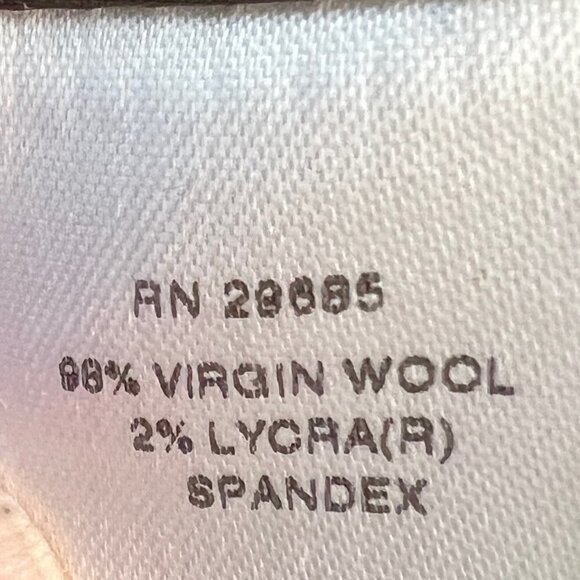 RN
98% VIRGIN WOOL
2% LYCRA(R)
SPANDEX